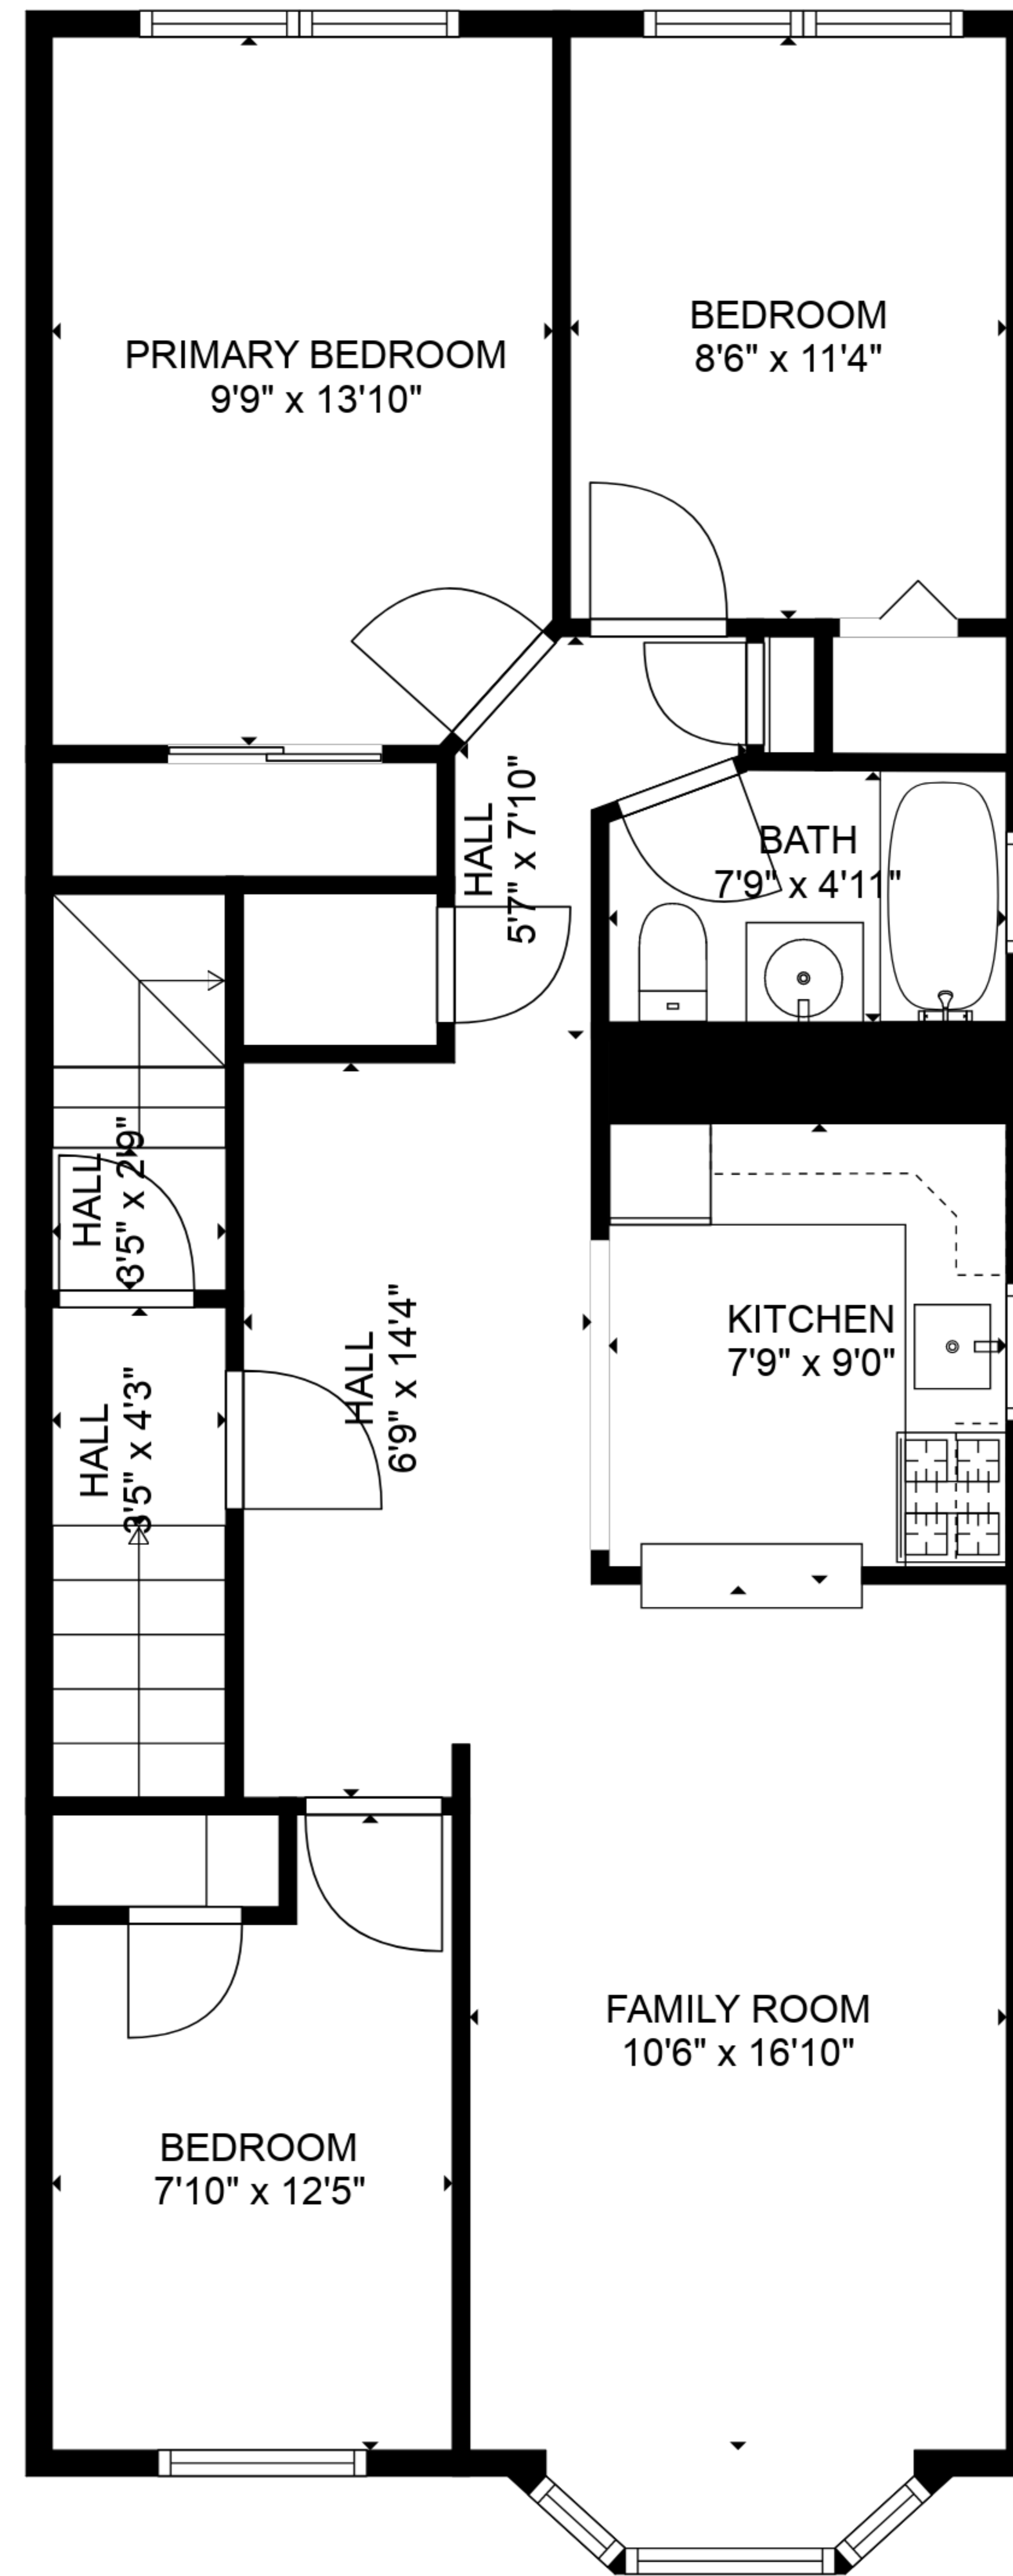 PRIMARY BEDROOM
9'9" x 13'10"
BEDROOM
8'6" x 11'4"
HALL
5'7" x 7'10"
BATH
7'9" x 4'11"
HALL
3'5" x 2'9"
HALL
6'9" x 14'4"
KITCHEN
7'9" x 9'0"
HALL
3'5" x 4'3"
FAMILY ROOM
10'6" x 16'10"
BEDROOM
7'10" x 12'5"